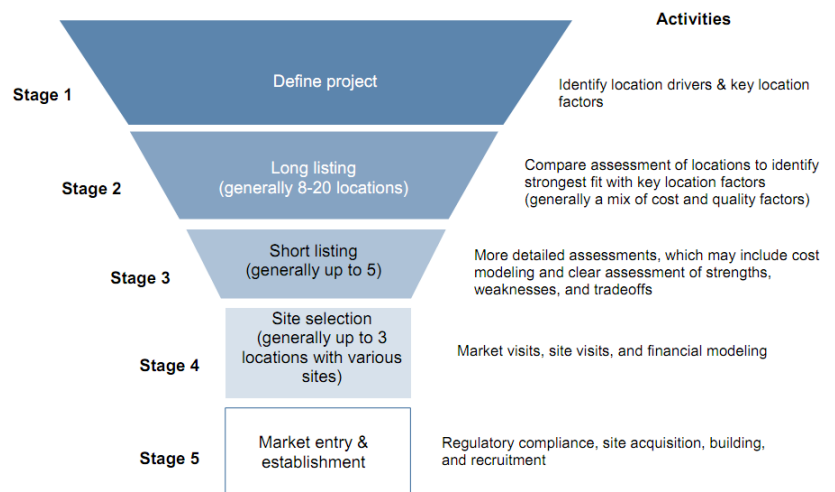 Activities
Stage 1
Define project
Identify location drivers & key location
factors
Stage 2
Long listing
(generally 8-20 locations)
Compare assessment of locations to identify
strongest fit with key location factors
(generally a mix of cost and quality factors)
Stage 3
Short listing
(generally up to 5)
More detailed assessments, which may include cost
modeling and clear assessment of strengths,
weaknesses, and tradeoffs
Stage 4
Site selection
(generally up to 3
locations with various
sites)
Market visits, site visits, and financial modeling
Stage 5
Market entry &
establishment
Regulatory compliance, site acquisition, building,
and recruitment